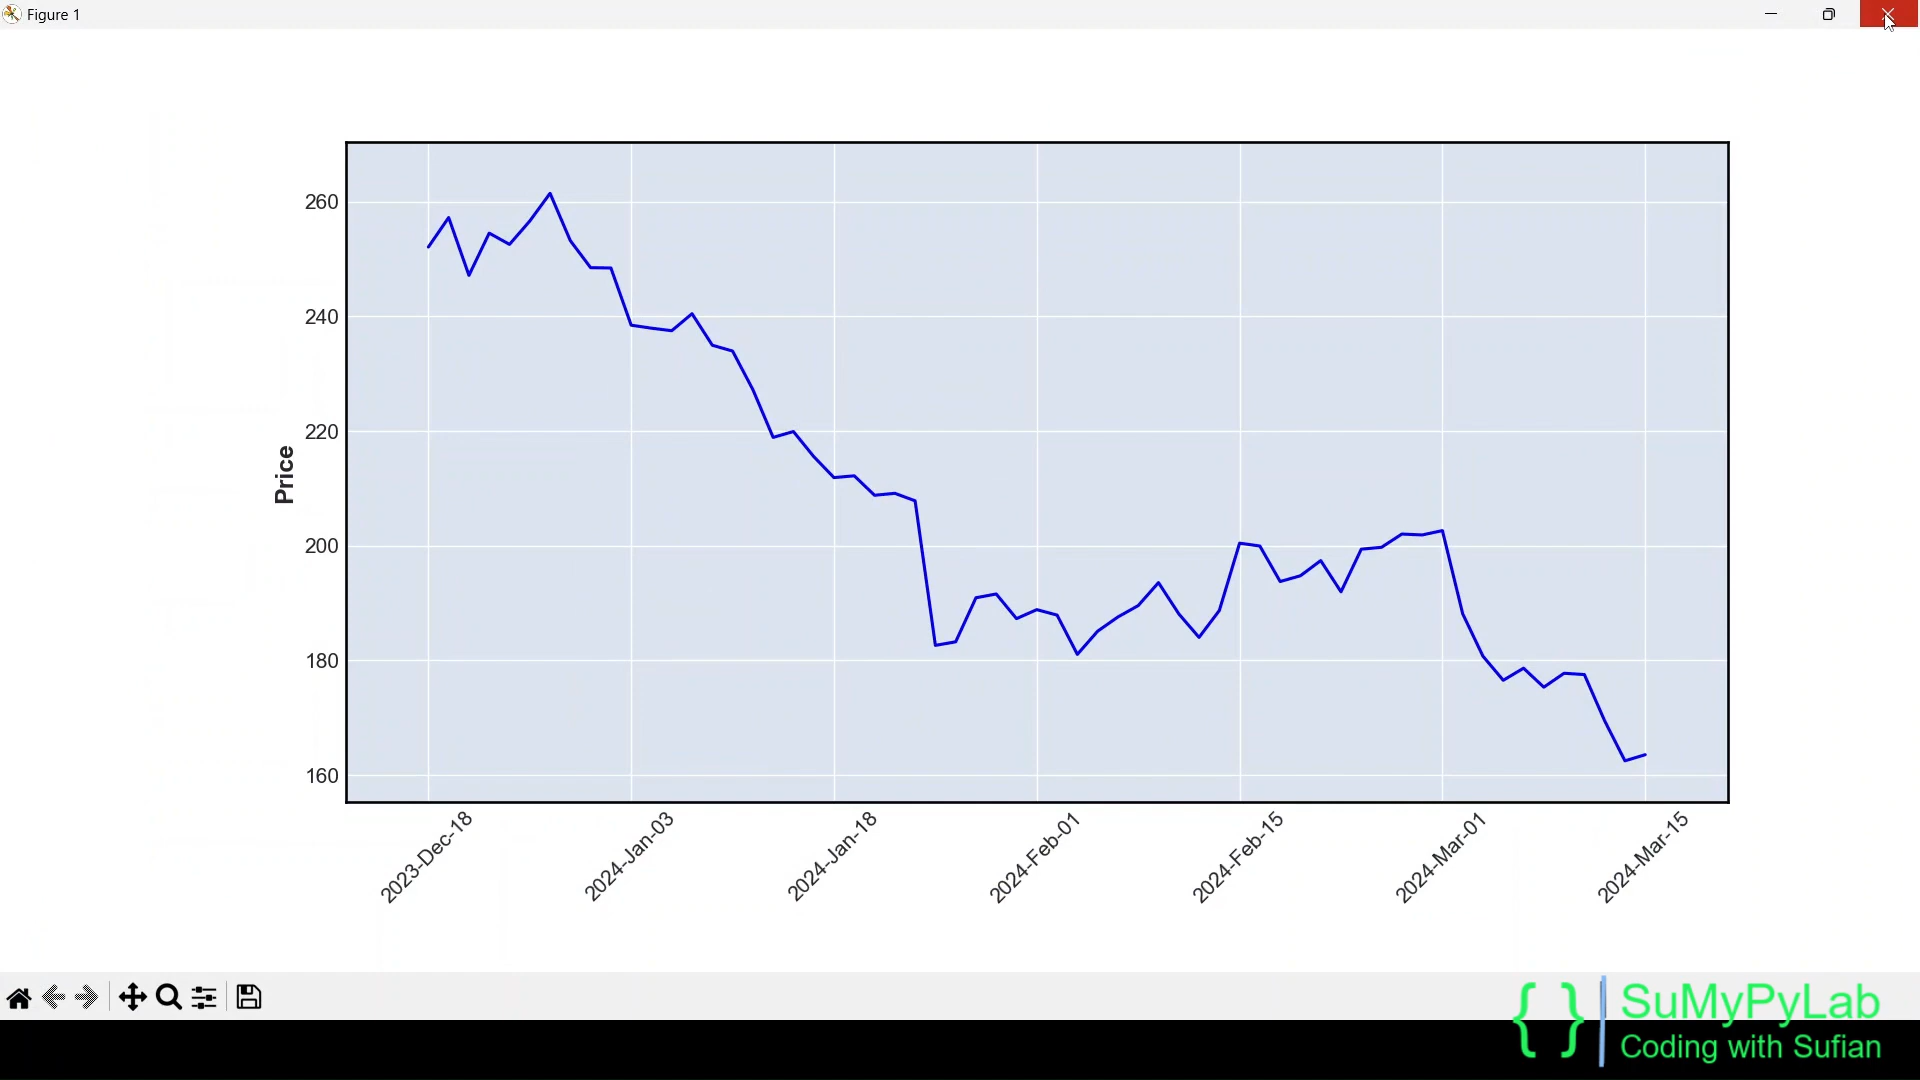 Figure 1
260
240
220
200
180
160
Price
2023-Dec-18
2024-Jan-03
2024-Jan-18
2024-Feb-01
2024-Feb-15
2024-Mar-01
2024-Mar-15
{ } SuMyPyLab
Coding with Sufian